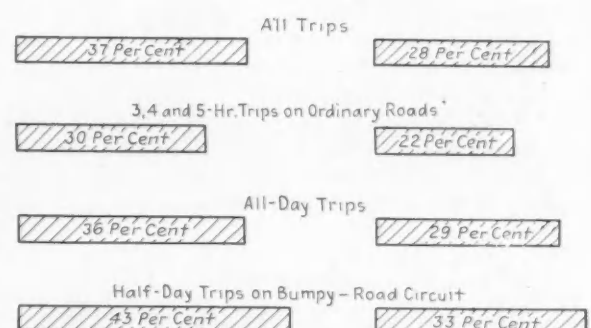 All Trips
37 Per Cent 28 Per Cent
3,4 and 5-Hr. Trips on Ordinary Roads
30 Per Cent 22 Per Cent
All-Day Trips
36 Per Cent 29 Per Cent
Half-Day Trips on Bumpy-Road Circuit
43 Per Cent 33 Per Cent